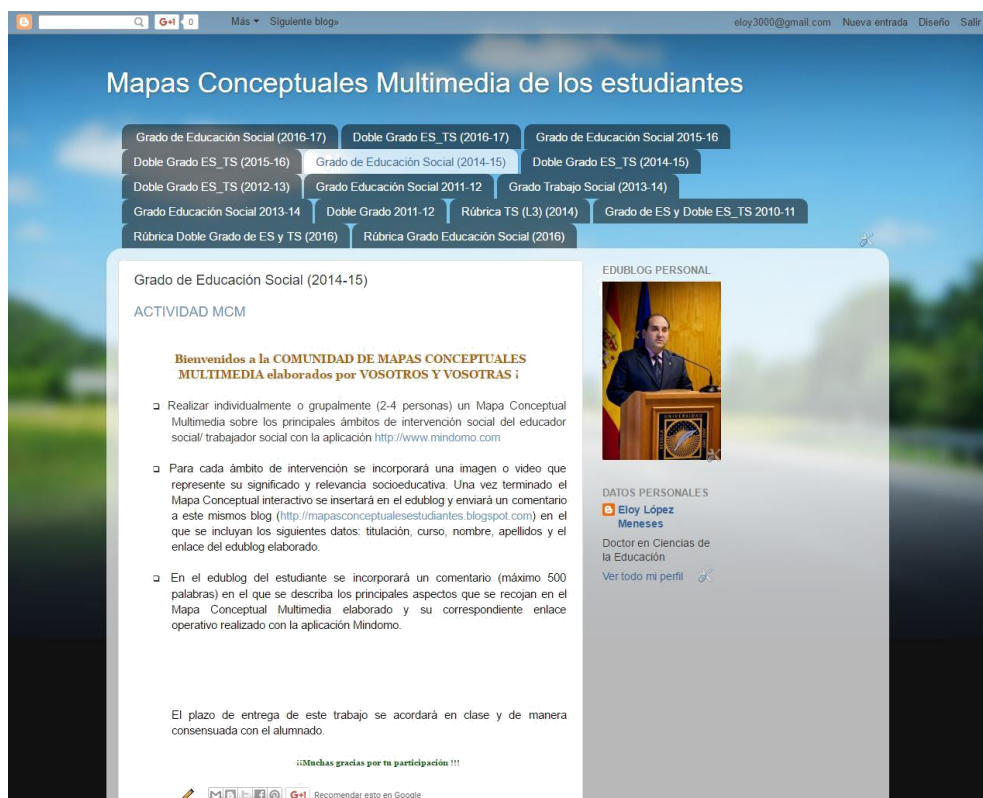 G+1 0 Más Siguiente blog» eloy3000@gmail.com Nueva entrada Diseño Salir
Mapas Conceptuales Multimedia de los estudiantes
Grado de Educación Social (2016-17) Doble Grado ES_TS (2016-17) Grado de Educación Social 2015-16
Doble Grado ES_TS (2015-16) Grado de Educación Social (2014-15) Doble Grado ES_TS (2014-15)
Doble Grado ES_TS (2012-13) Grado Educación Social 2011-12 Grado Trabajo Social (2013-14)
Grado Educación Social 2013-14 Doble Grado 2011-12 Rúbrica TS (L3) (2014) Grado de ES y Doble ES_TS 2010-11
Rúbrica Doble Grado de ES y TS (2016) Rúbrica Grado Educación Social (2016)
Grado de Educación Social (2014-15)
ACTIVIDAD MCM
Bienvenidos a la COMUNIDAD DE MAPAS CONCEPTUALES
MULTIMEDIA elaborados por VOSOTROS Y VOSOTRAS ¡
Realizar individualmente o grupalmente (2-4 personas) un Mapa Conceptual
Multimedia sobre los principales ámbitos de intervención social del educador
social/ trabajador social con la aplicación http://www.mindomo.com
Para cada ámbito de intervención se incorporará una imagen o video que
represente su significado y relevancia socioeducativa. Una vez terminado el
Mapa Conceptual interactivo se insertará en el edublog y enviará un comentario
a este mismos blog (http://mapasconceptualesestudiantes.blogspot.com) en el
que se incluyan los siguientes datos: titulación, curso, nombre, apellidos y el
enlace del edublog elaborado.
En el edublog del estudiante se incorporará un comentario (máximo 500
palabras) en el que se describa los principales aspectos que se recojan en el
Mapa Conceptual Multimedia elaborado y su correspondiente enlace
operativo realizado con la aplicación Mindomo.
El plazo de entrega de este trabajo se acordará en clase y de manera
consensuada con el alumnado.
¡¡Muchas gracias por tu participación !!!
G+1 Recomendar esto en Google
EDUBLOG PERSONAL
UNIVERSIDAD
DATOS PERSONALES
Eloy López
Meneses
Doctor en Ciencias de
la Educación
Ver todo mi perfil